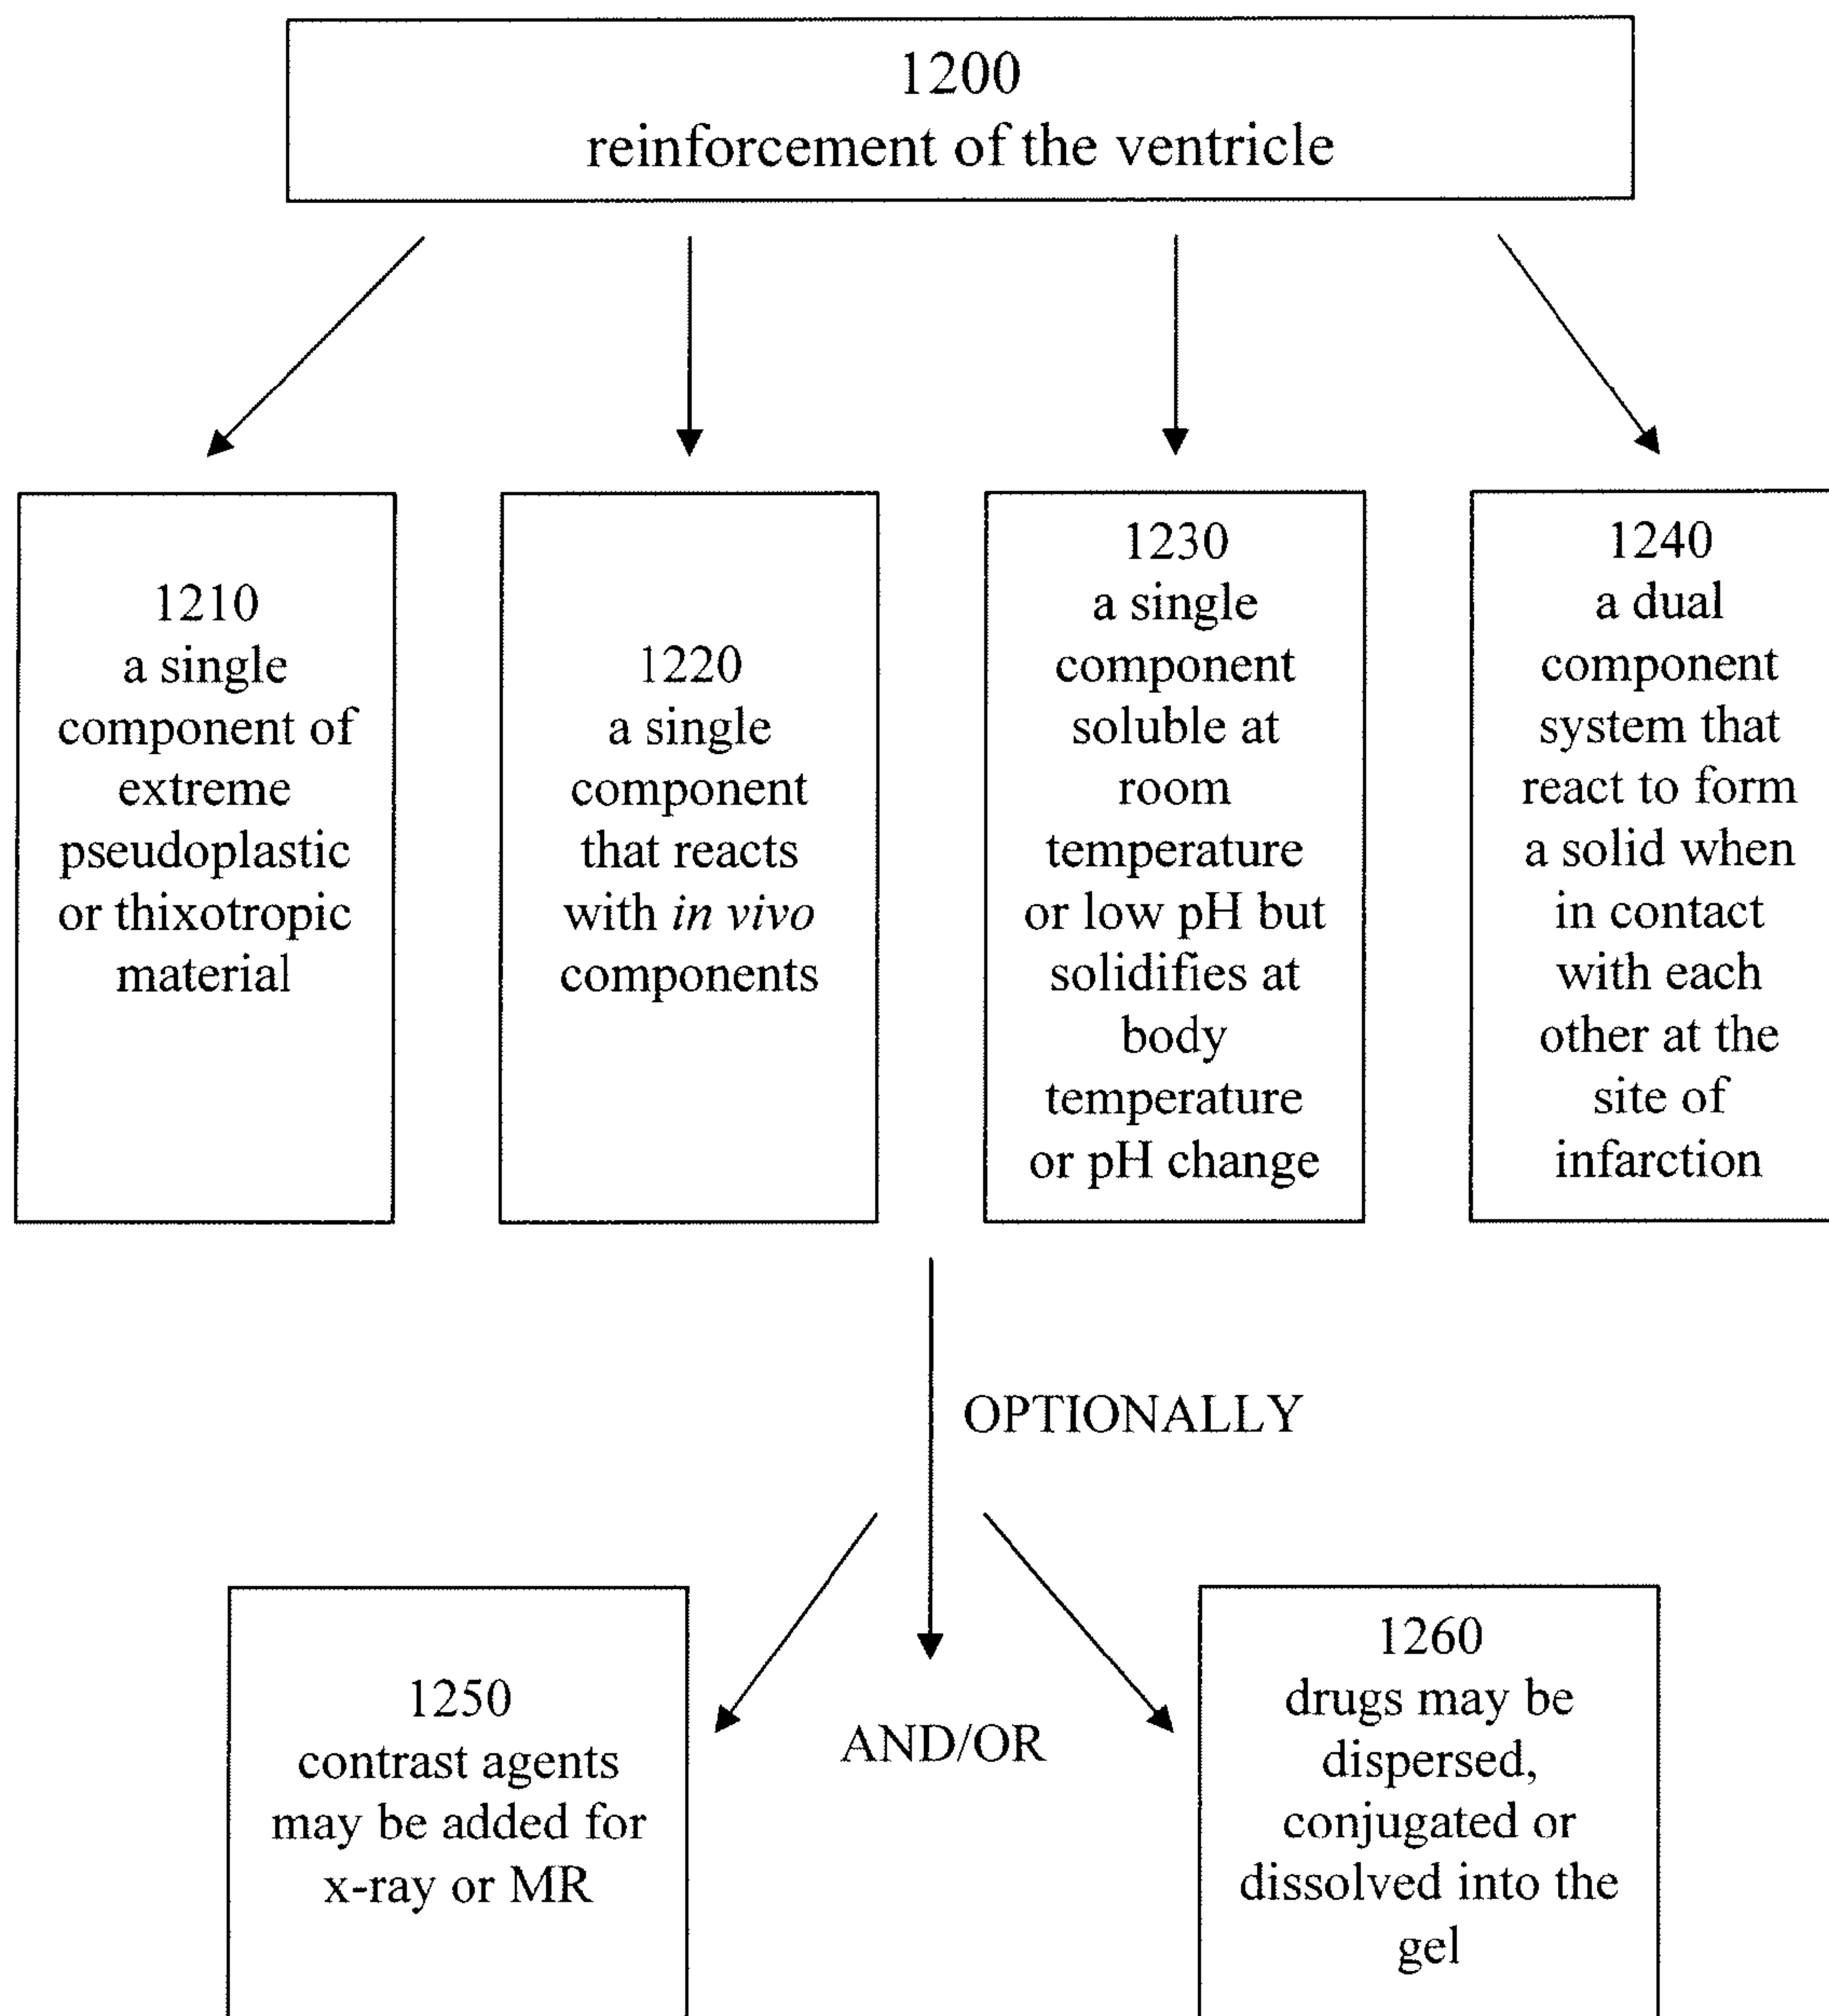 1200
reinforcement of the ventricle
1210
a single
component of
extreme
pseudoplastic
or thixotropic
material
1220
a single
component
that reacts
with in vivo
components
1230
a single
component
soluble at
room
temperature
or low pH but
solidifies at
body
temperature
or pH change
1240
a dual
component
system that
react to form
a solid when
in contact
with each
other at the
site of
infarction
OPTIONALLY
1250
contrast agents
may be added for
x-ray or MR
AND/OR
1260
drugs may be
dispersed,
conjugated or
dissolved into the
gel